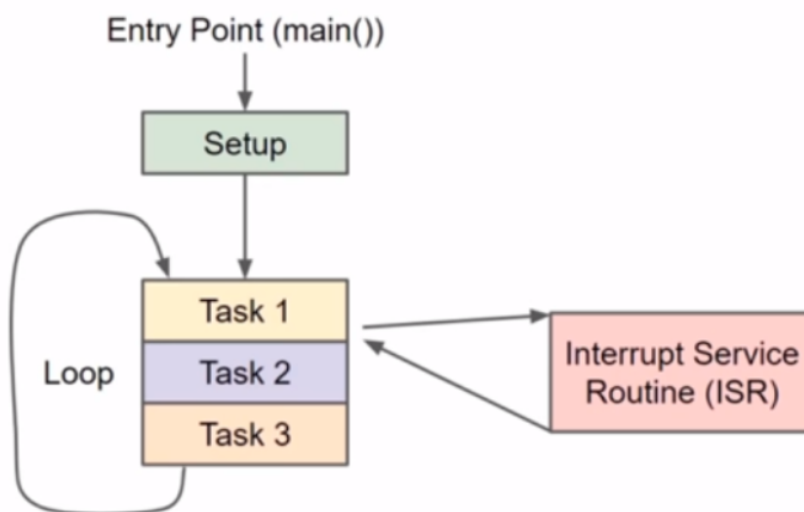 Entry Point (main())
Setup
Task 1
Loop
Task 2
Task 3
Interrupt Service
Routine (ISR)